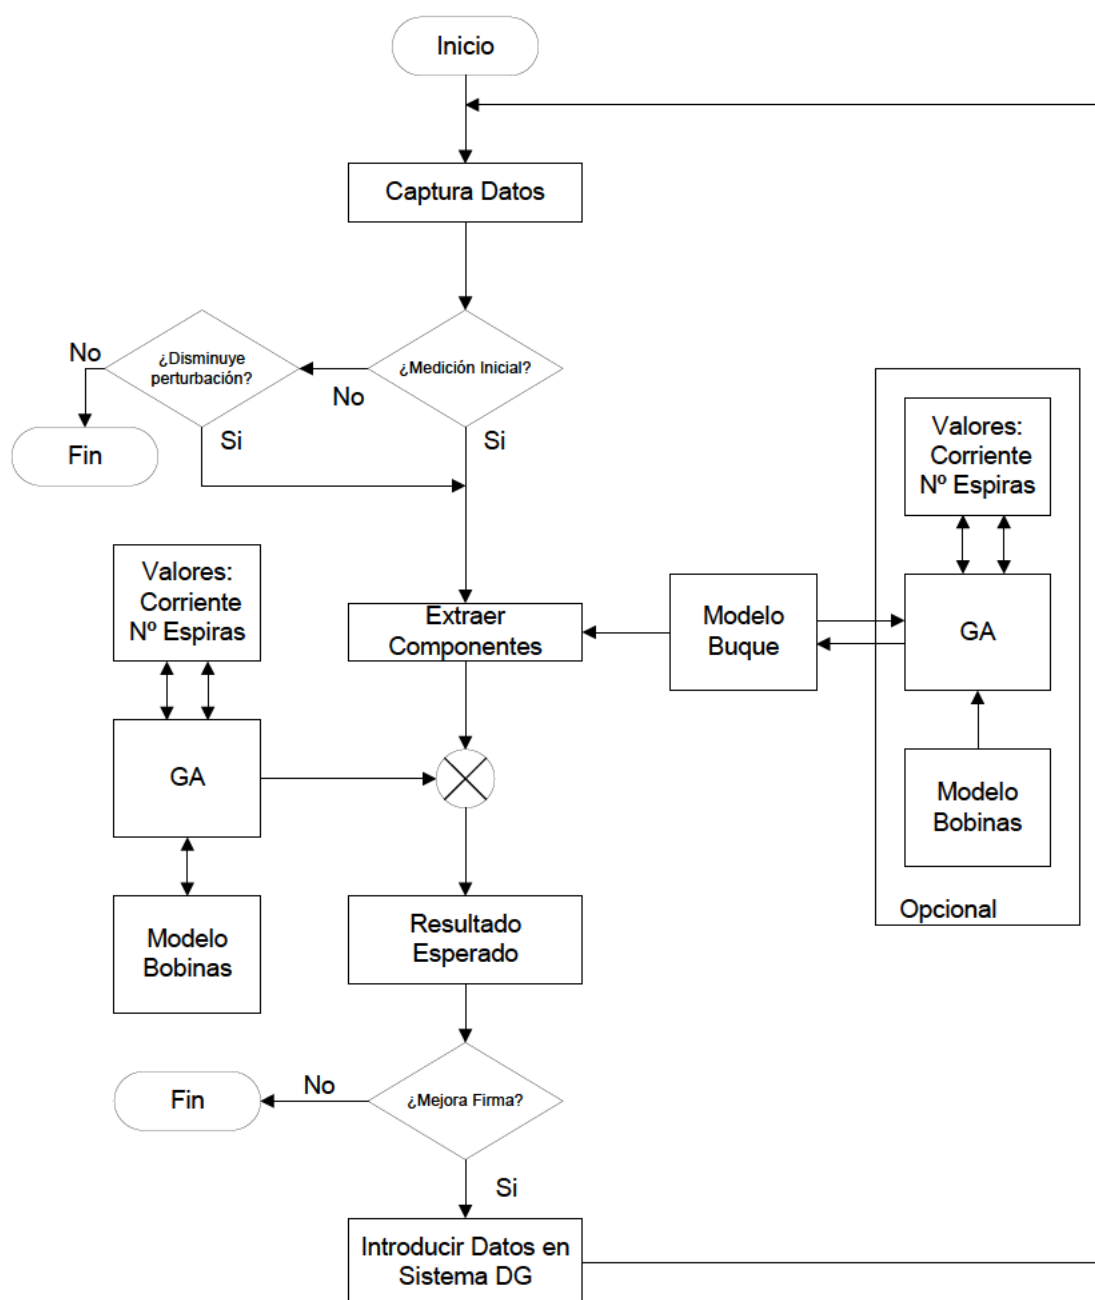 Inicio
Captura Datos
¿Disminuye
perturbación?
No
¿Medición Inicial?
No
Si
Si
Fin
Valores:
Corriente
Nº Espiras
Valores:
Corriente
Nº Espiras
Extraer
Componentes
Modelo
Buque
GA
GA
Modelo
Bobinas
Opcional
Modelo
Bobinas
Resultado
Esperado
¿Mejora Firma?
No
Fin
Si
Introducir Datos en
Sistema DG